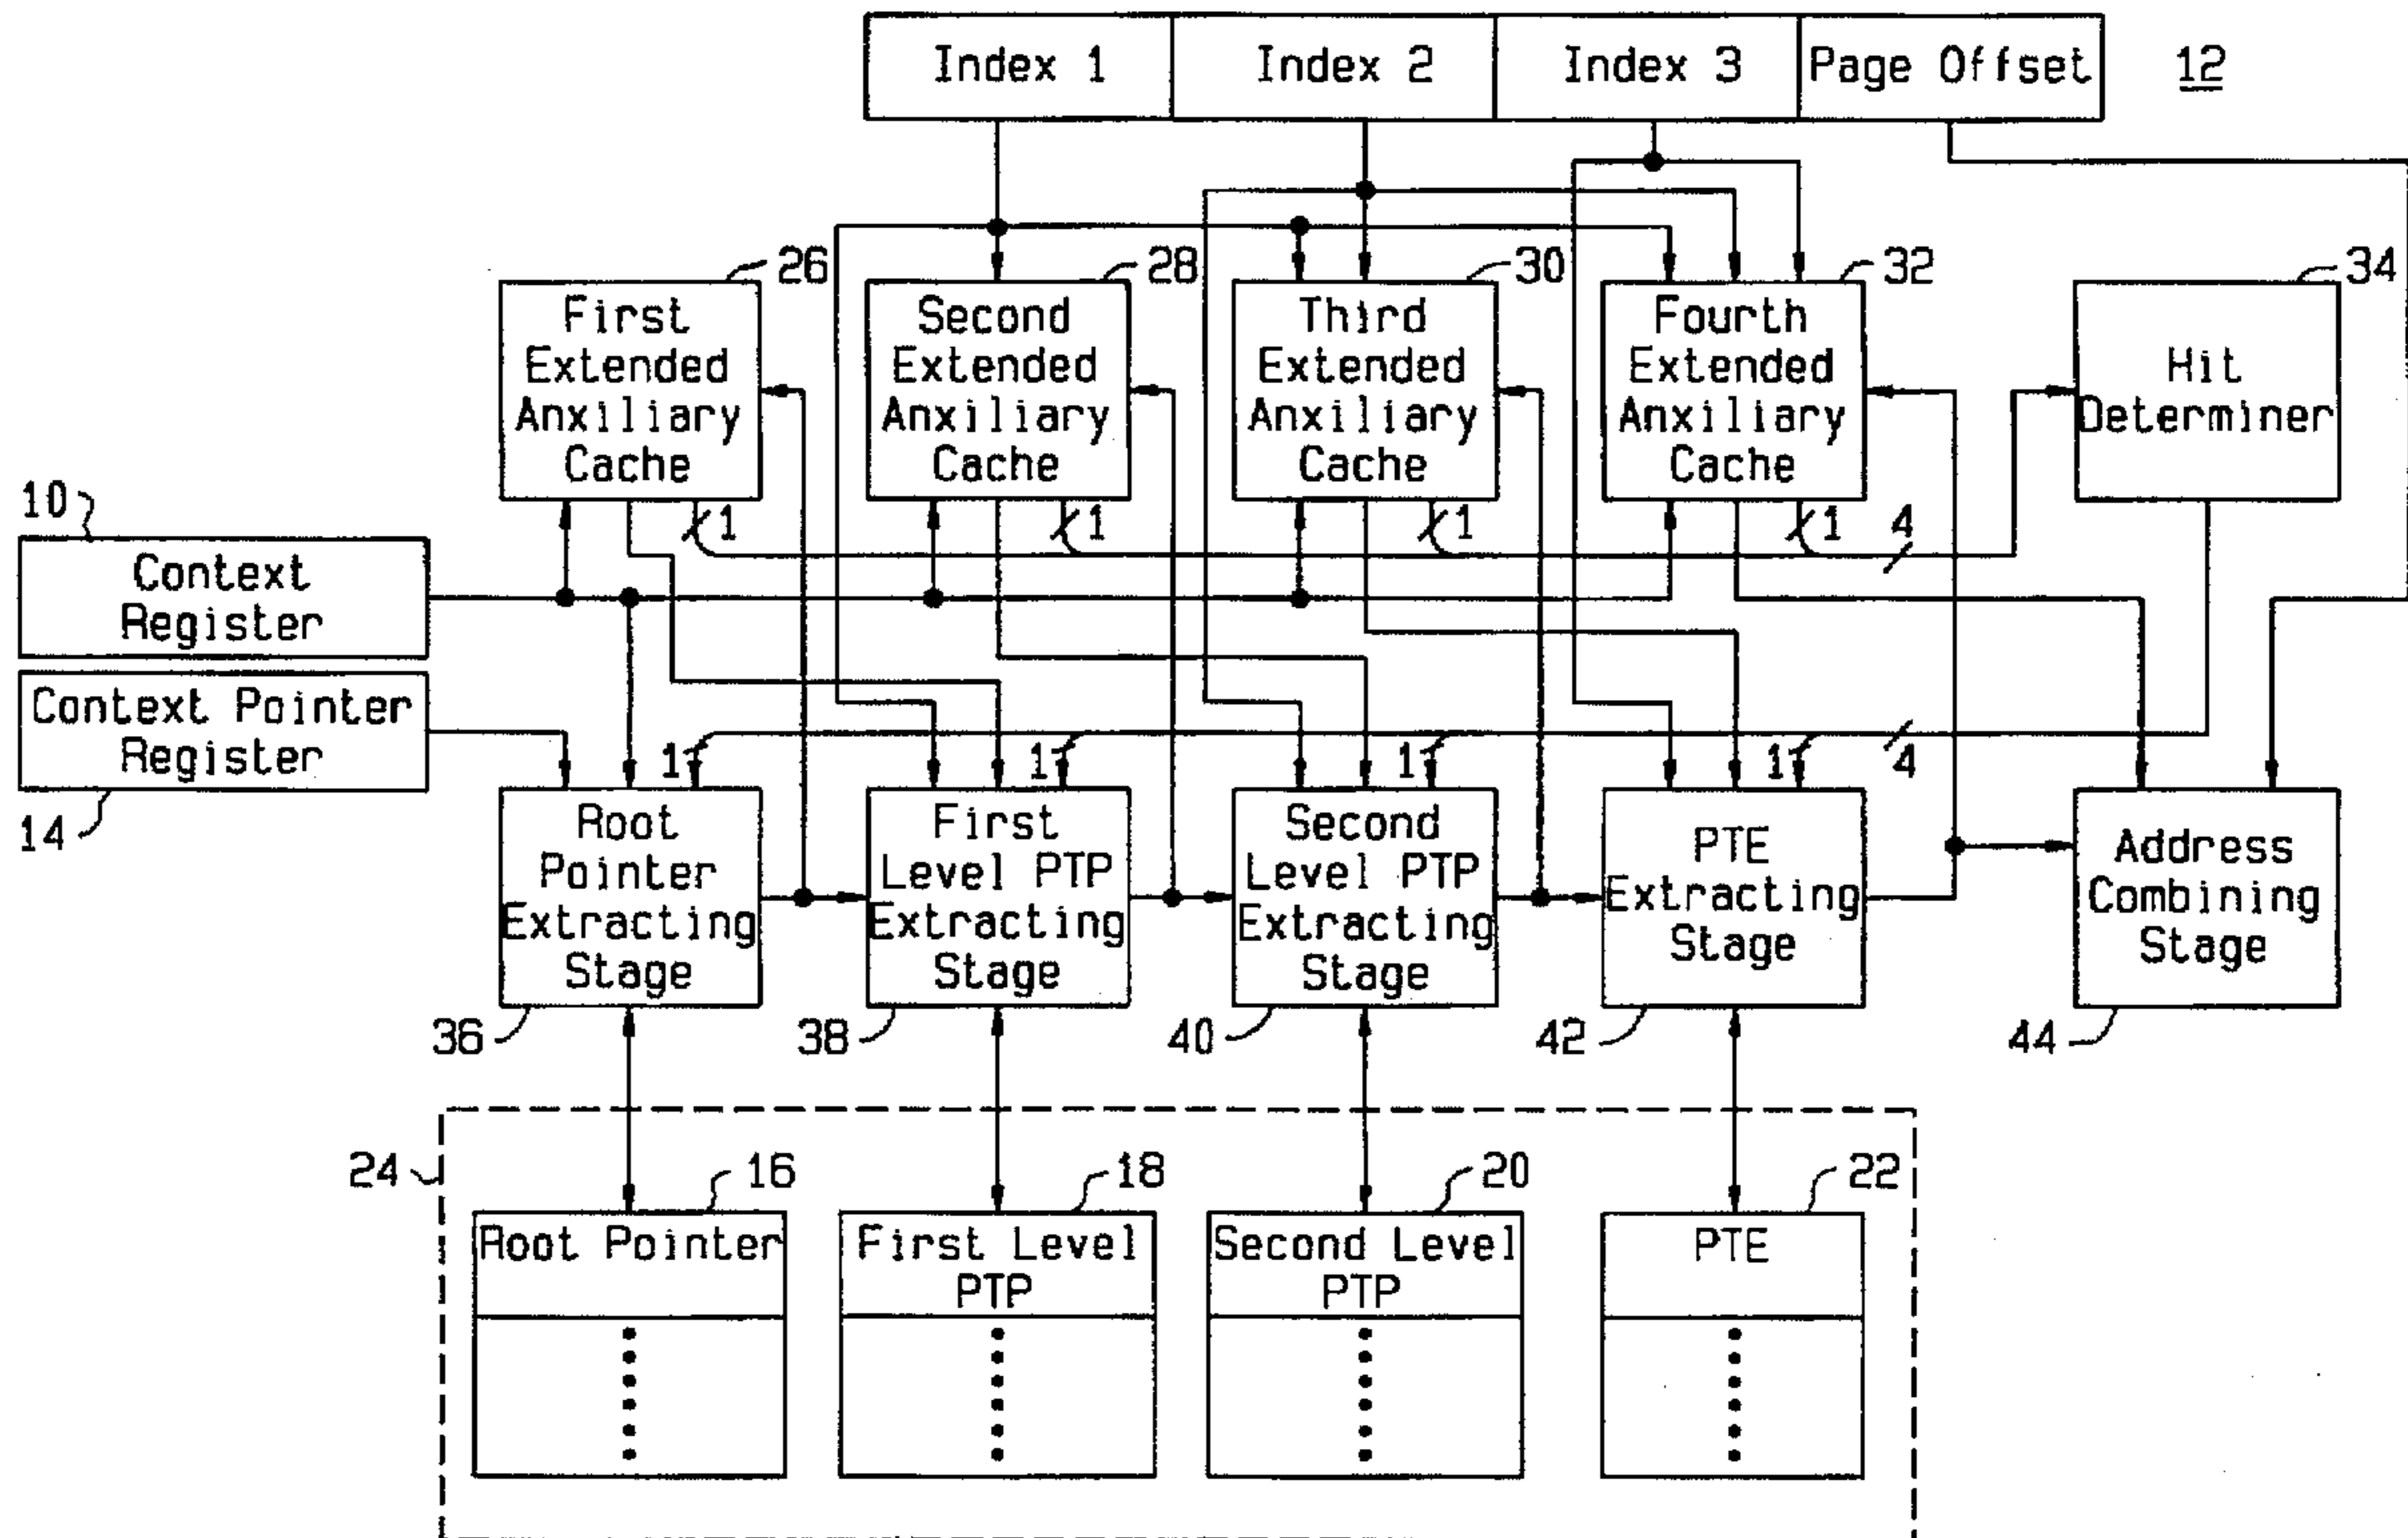 Index 1 Index 2 Index 3 Page Offset 12
26 28 30 32 34
First
Extended
Anxiliary
Cache
Second
Extended
Anxiliary
Cache
Third
Extended
Anxiliary
Cache
Fourth
Extended
Anxiliary
Cache
Hit
Determiner
1 1 1 1 4
10
Context
Register
Context Pointer
Register
14
1 1 1 1 4
Root
Pointer
Extracting
Stage
First
Level PTP
Extracting
Stage
Second
Level PTP
Extracting
Stage
PTE
Extracting
Stage
Address
Combining
Stage
36 38 40 42 44
24 16 18 20 22
Root Pointer
First Level
PTP
Second Level
PTP
PTE